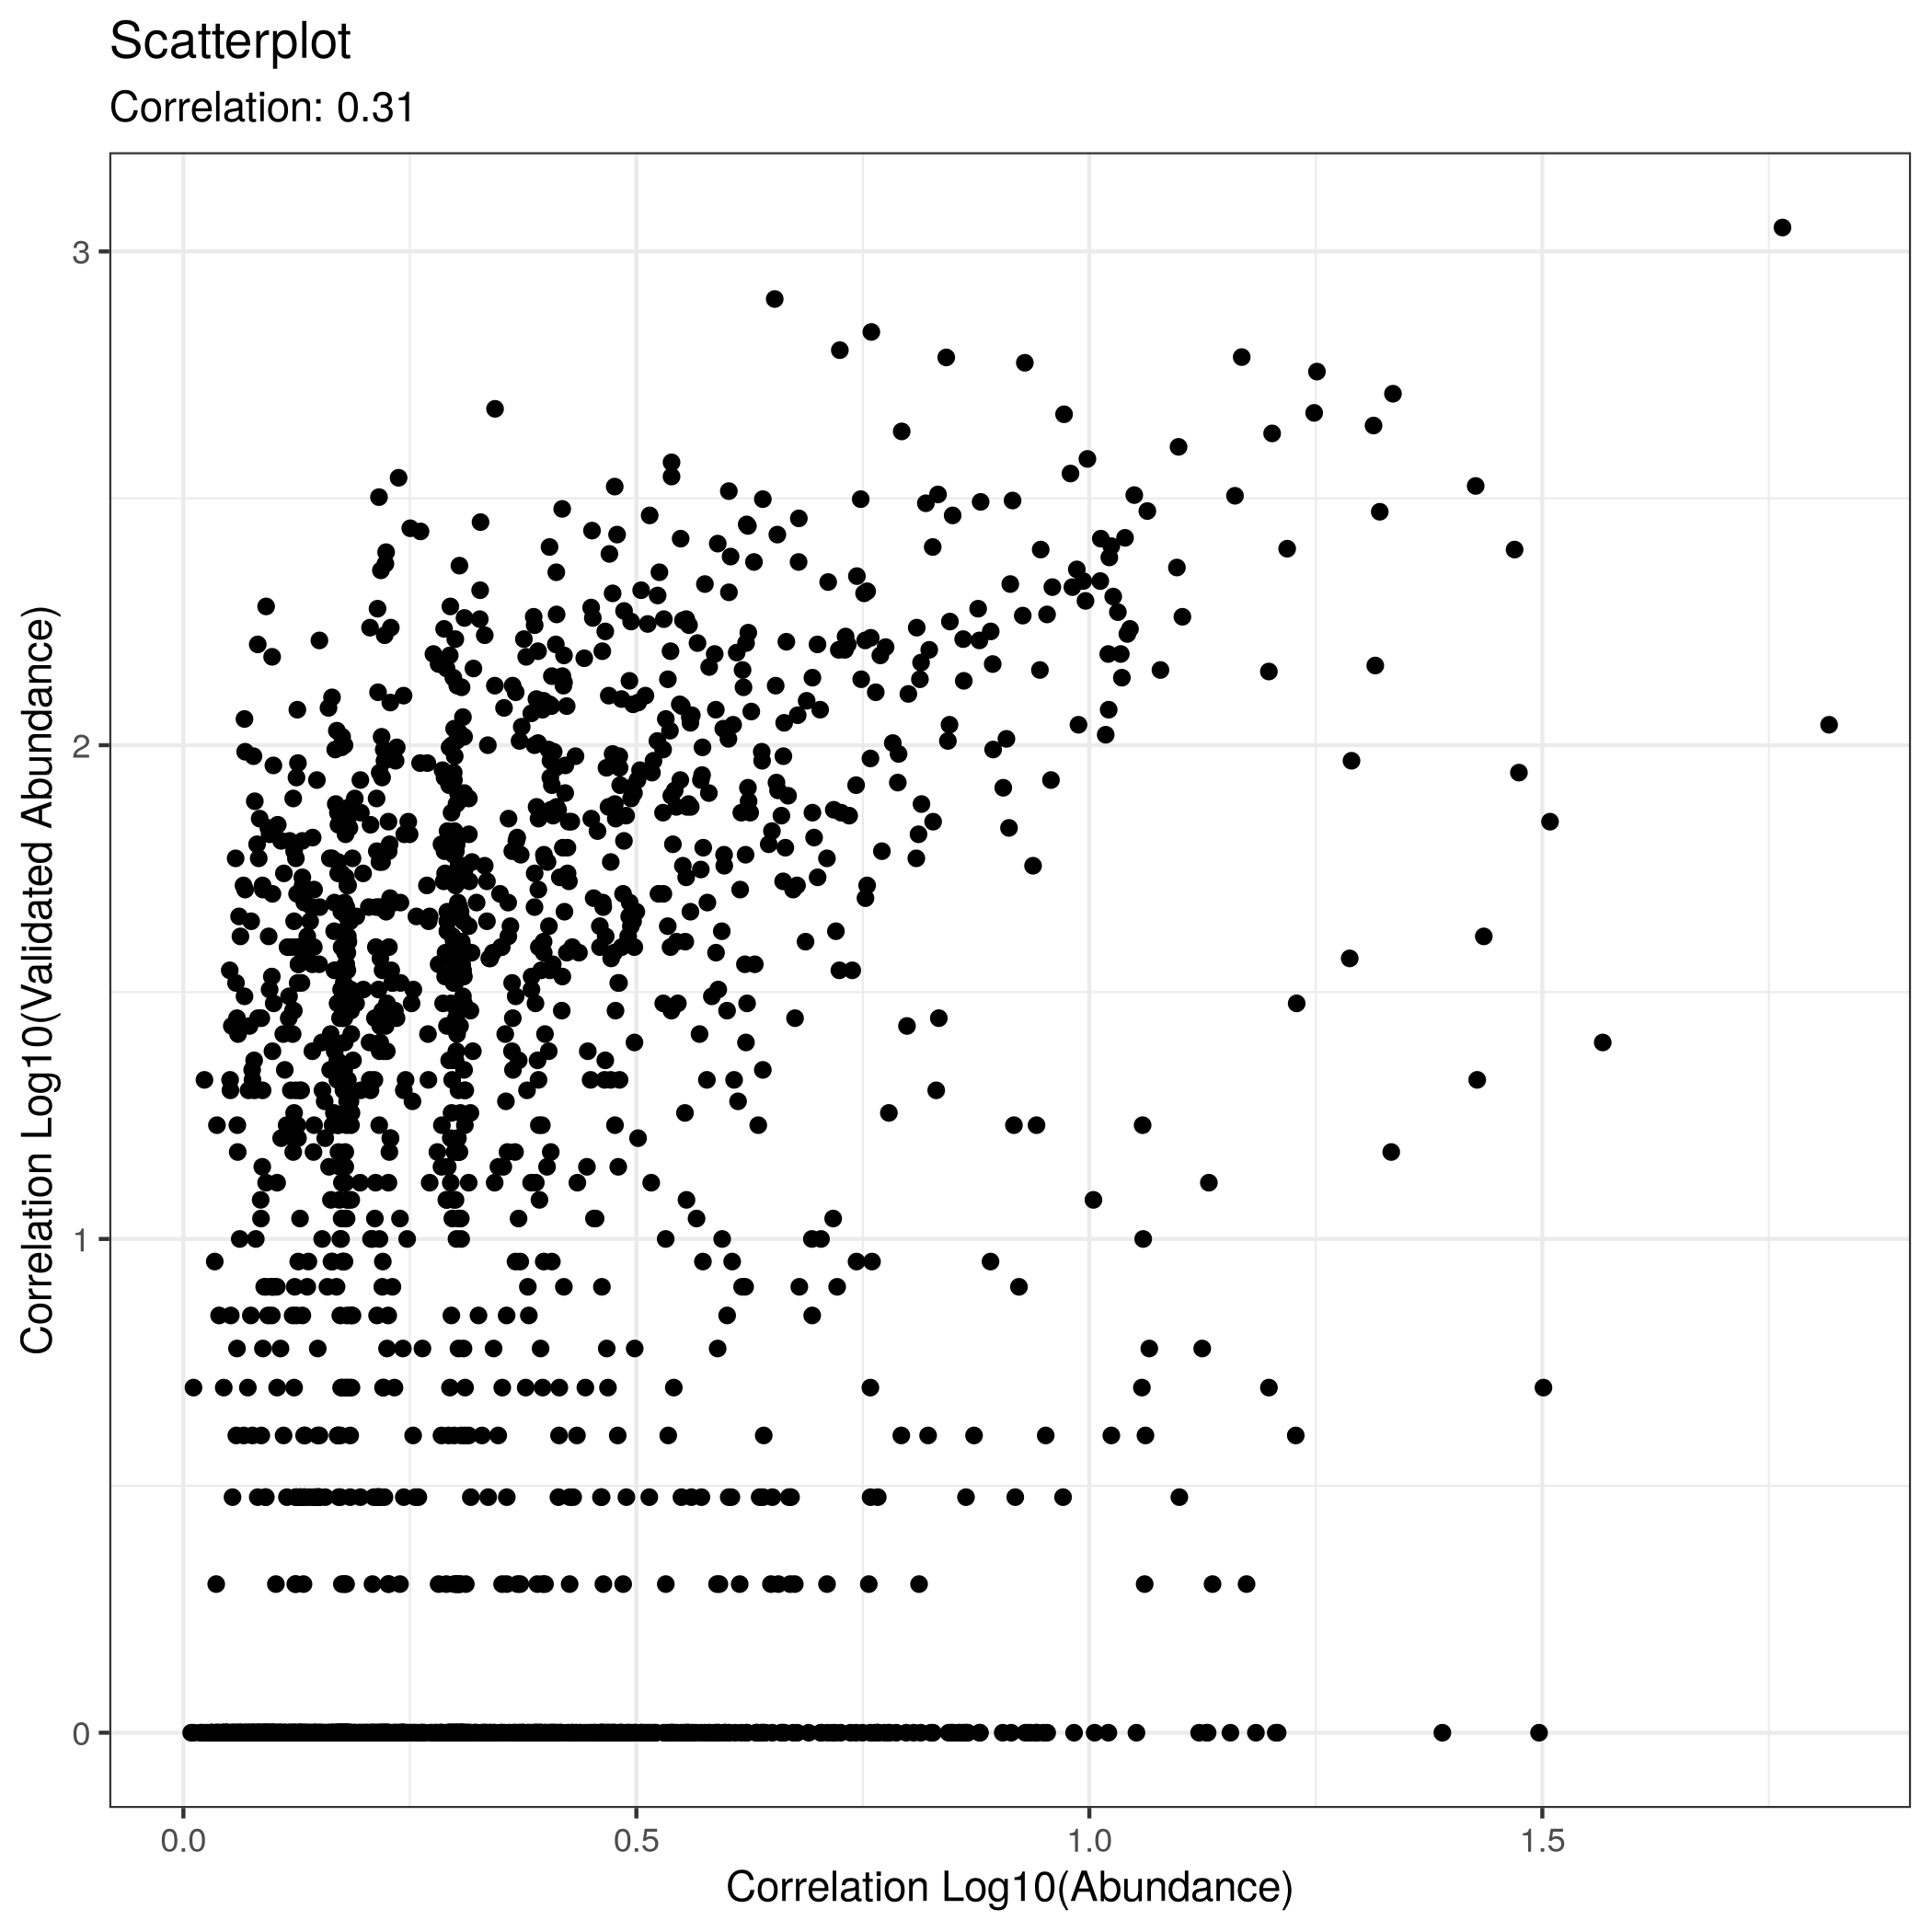 Scatterplot
Correlation: 0.31
Correlation Log10(Validated Abundance)
3
2
1
0
0.0
0.5
1.0
1.5
Correlation Log10(Abundance)